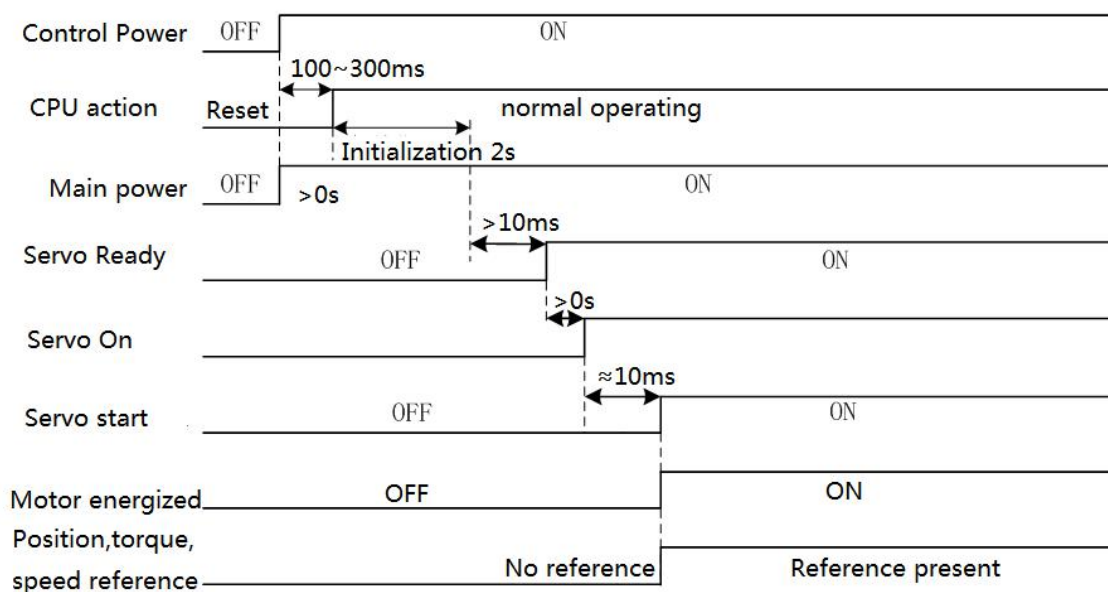 Control Power OFF ON
100~300ms
CPU action Reset normal operating
Initialization 2s
Main power OFF ON
>0s
>10ms
Servo Ready OFF ON
>0s
Servo On
≈10ms
Servo start OFF ON
Motor energized OFF ON
Position,torque,
speed reference No reference Reference present